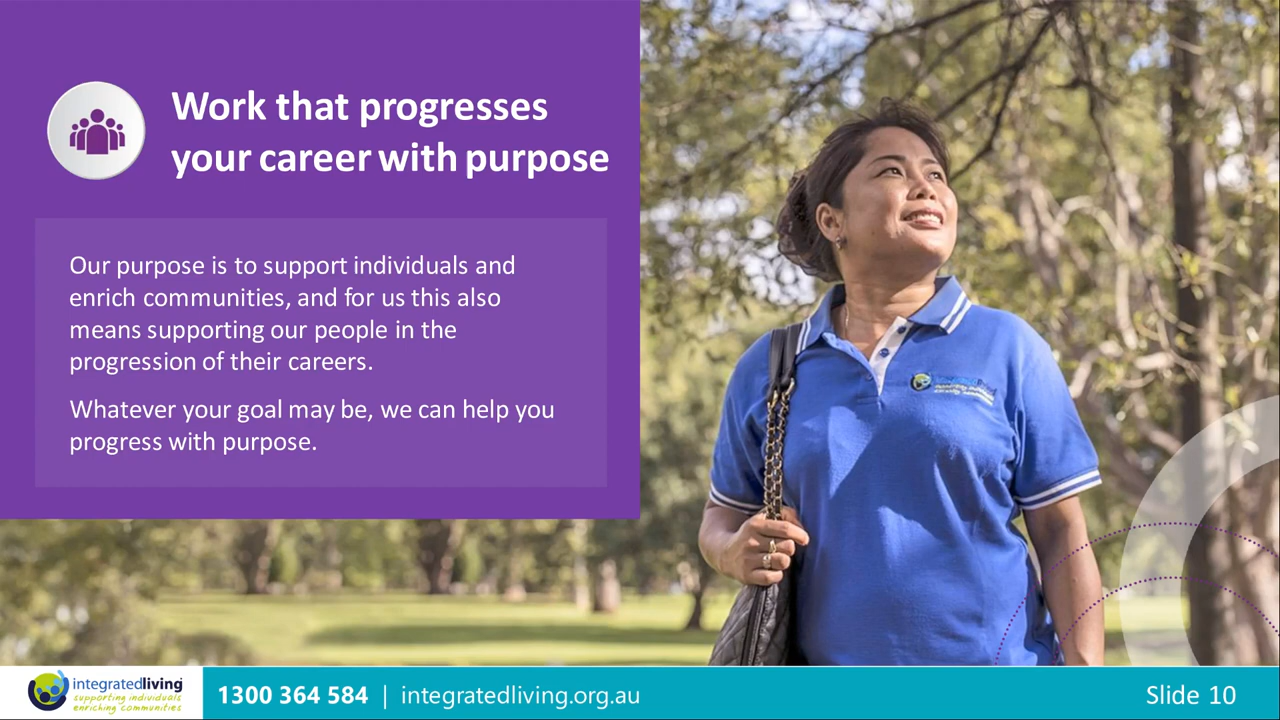 Work that progresses
your career with purpose
Our purpose is to support individuals and
enrich communities, and for us this also
means supporting our people in the
progression of their careers.
Whatever your goal may be, we can help you
progress with purpose.
integratedliving
supporting individuals
enriching communities
1300 364 584 | integratedliving.org.au
Slide 10